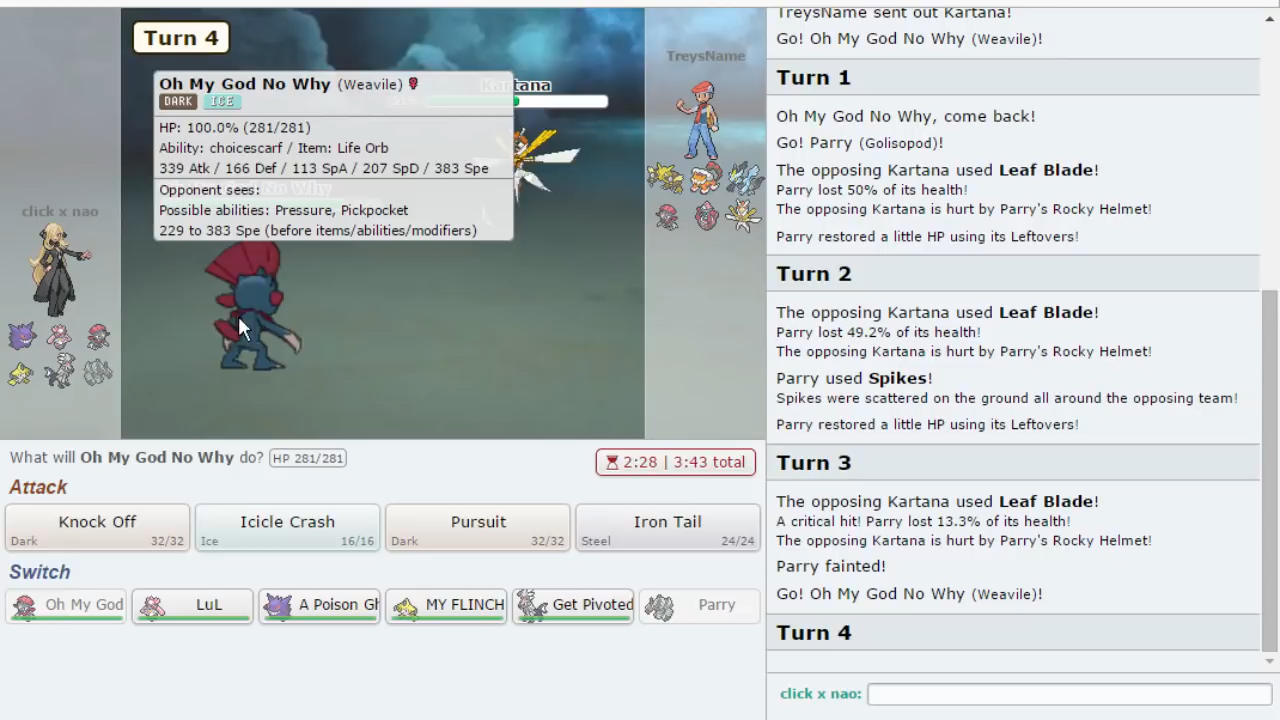 Turn 4
Oh My God No Why (Weavile)
DARK ICE
HP: 100.0% (281/281)
Ability: choicescarf / Item: Life Orb
339 Atk / 166 Def / 113 SpA / 207 SpD / 383 Spe
Opponent sees:
Possible abilities: Pressure, Pickpocket
229 to 383 Spe (before items/abilities/modifiers)
TreysName
click x nao
What will Oh My God No Why do? HP 281/281
2:28 | 3:43 total
Attack
Knock Off
Dark 32/32
Icicle Crash
Ice 16/16
Pursuit
Dark 32/32
Iron Tail
Steel 24/24
Switch
Oh My God
LuL
A Poison Gh
MY FLINCH
Get Pivoted
Parry
TreysName sent out Kartana!
Go! Oh My God No Why (Weavile)!
Turn 1
Oh My God No Why, come back!
Go! Parry (Golisopod)!
The opposing Kartana used Leaf Blade!
Parry lost 50% of its health!
The opposing Kartana is hurt by Parry's Rocky Helmet!
Parry restored a little HP using its Leftovers!
Turn 2
The opposing Kartana used Leaf Blade!
Parry lost 49.2% of its health!
The opposing Kartana is hurt by Parry's Rocky Helmet!
Parry used Spikes!
Spikes were scattered on the ground all around the opposing team!
Parry restored a little HP using its Leftovers!
Turn 3
The opposing Kartana used Leaf Blade!
A critical hit! Parry lost 13.3% of its health!
The opposing Kartana is hurt by Parry's Rocky Helmet!
Parry fainted!
Go! Oh My God No Why (Weavile)!
Turn 4
click x nao: